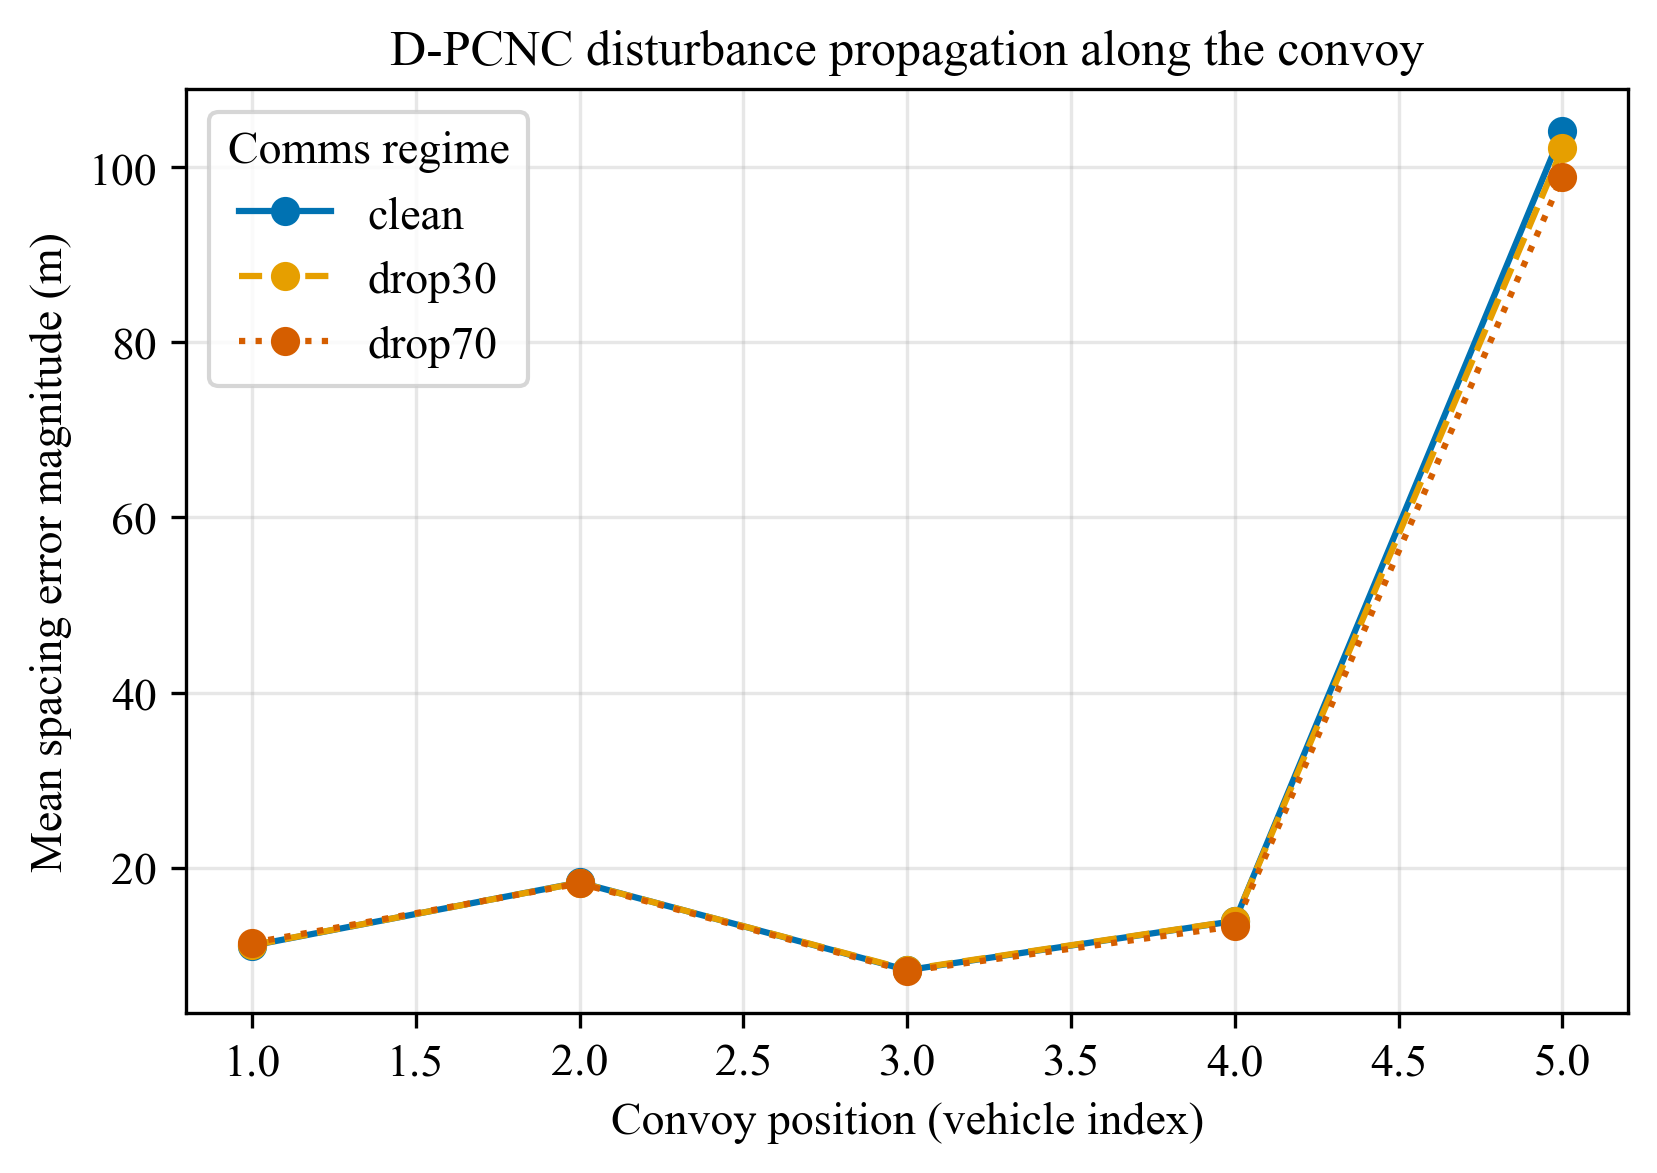 D-PCNC disturbance propagation along the convoy
Mean spacing error magnitude (m)
100
80
60
40
20
Comms regime
clean
drop30
drop70
1.0 1.5 2.0 2.5 3.0 3.5 4.0 4.5 5.0
Convoy position (vehicle index)